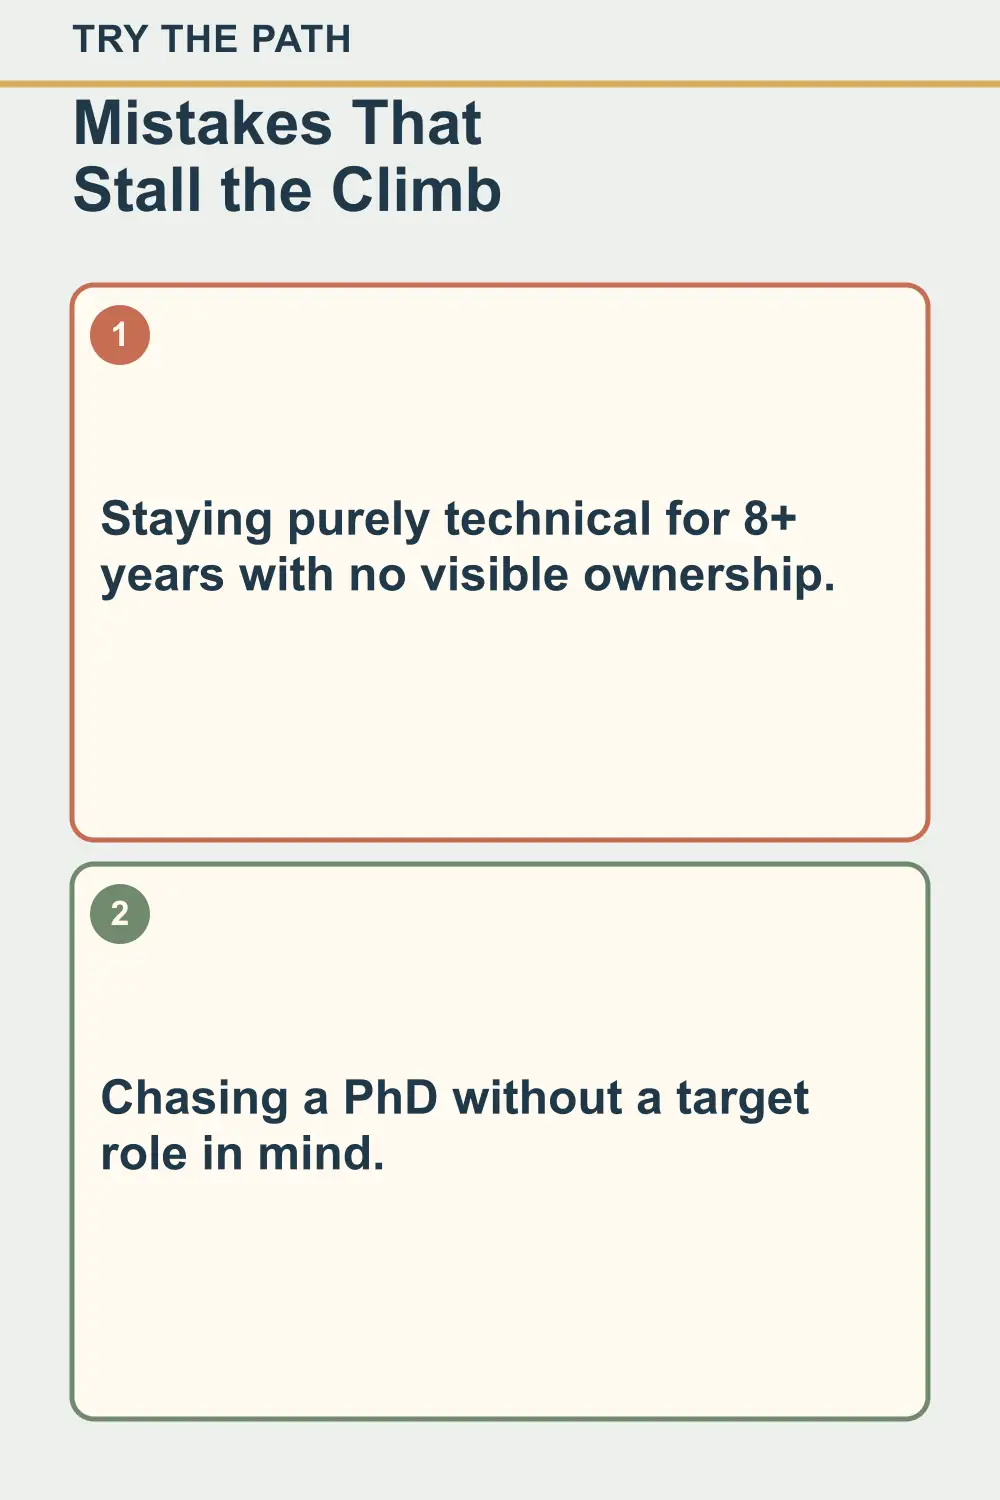 TRY THE PATH
Mistakes That
Stall the Climb
1
Staying purely technical for 8+
years with no visible ownership.
2
Chasing a PhD without a target
role in mind.